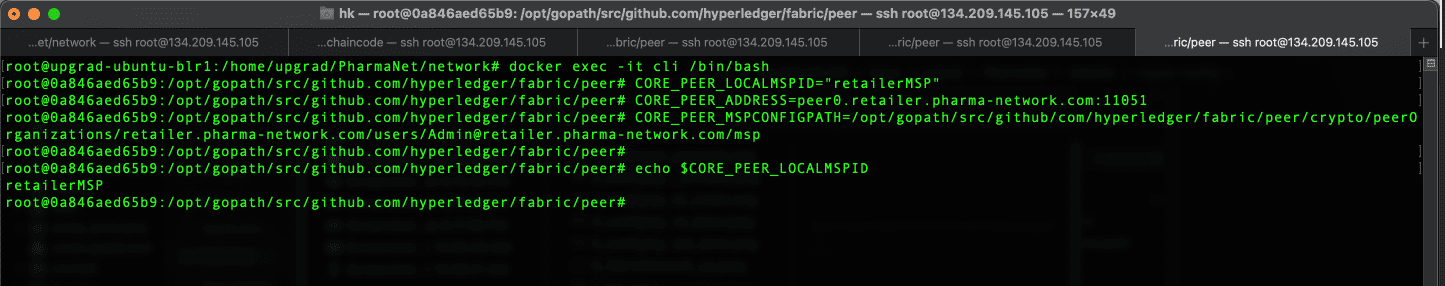 hk — root@0a846aed65b9: /opt/gopath/src/github.com/hyperledger/fabric/peer — ssh root@134.209.145.105 — 157×49
...et/network — ssh root@134.209.145.105
...chaincode — ssh root@134.209.145.105
...bric/peer — ssh root@134.209.145.105
...ric/peer — ssh root@134.209.145.105
...ric/peer — ssh root@134.209.145.105
+
[root@upgrad-ubuntu-blr1:/home/upgrad/PharmaNet/network# docker exec -it cli /bin/bash ]
[root@0a846aed65b9:/opt/gopath/src/github.com/hyperledger/fabric/peer# CORE_PEER_LOCALMSPID="retailerMSP" ]
[root@0a846aed65b9:/opt/gopath/src/github.com/hyperledger/fabric/peer# CORE_PEER_ADDRESS=peer0.retailer.pharma-network.com:11051 ]
[root@0a846aed65b9:/opt/gopath/src/github.com/hyperledger/fabric/peer# CORE_PEER_MSPCONFIGPATH=/opt/gopath/src/github/com/hyperledger/fabric/peer/crypto/peerO
rganizations/retailer.pharma-network.com/users/Admin@retailer.pharma-network.com/msp
[root@0a846aed65b9:/opt/gopath/src/github.com/hyperledger/fabric/peer# ]
[root@0a846aed65b9:/opt/gopath/src/github.com/hyperledger/fabric/peer# echo $CORE_PEER_LOCALMSPID ]
retailerMSP
root@0a846aed65b9:/opt/gopath/src/github.com/hyperledger/fabric/peer#